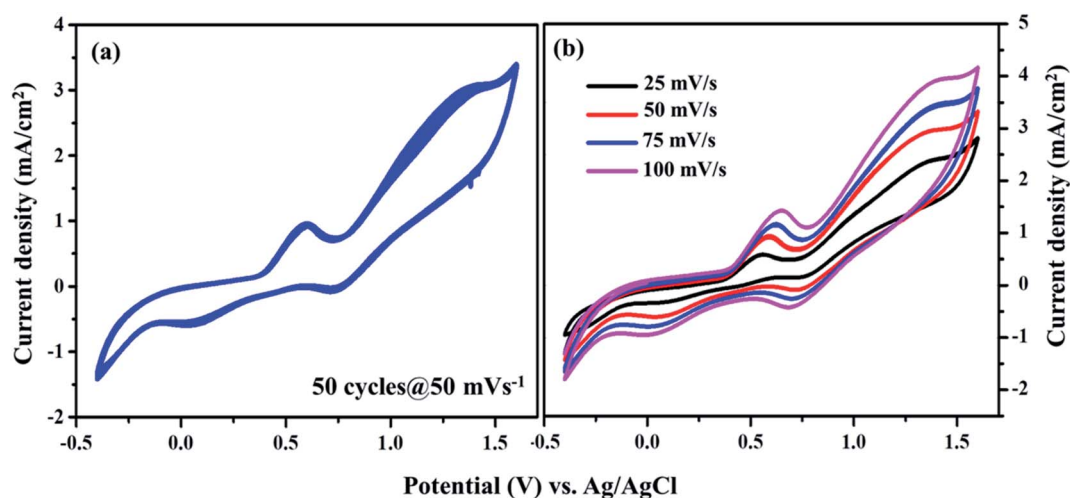 (a)
Current density (mA/cm²)
4
3
2
1
0
-1
-2
-0.5
0.0
0.5
1.0
1.5
50 cycles@50 mVs⁻¹
(b)
25 mV/s
50 mV/s
75 mV/s
100 mV/s
5
4
3
2
1
0
-1
-2
Current density (mA/cm²)
-0.5
0.0
0.5
1.0
1.5
Potential (V) vs. Ag/AgCl